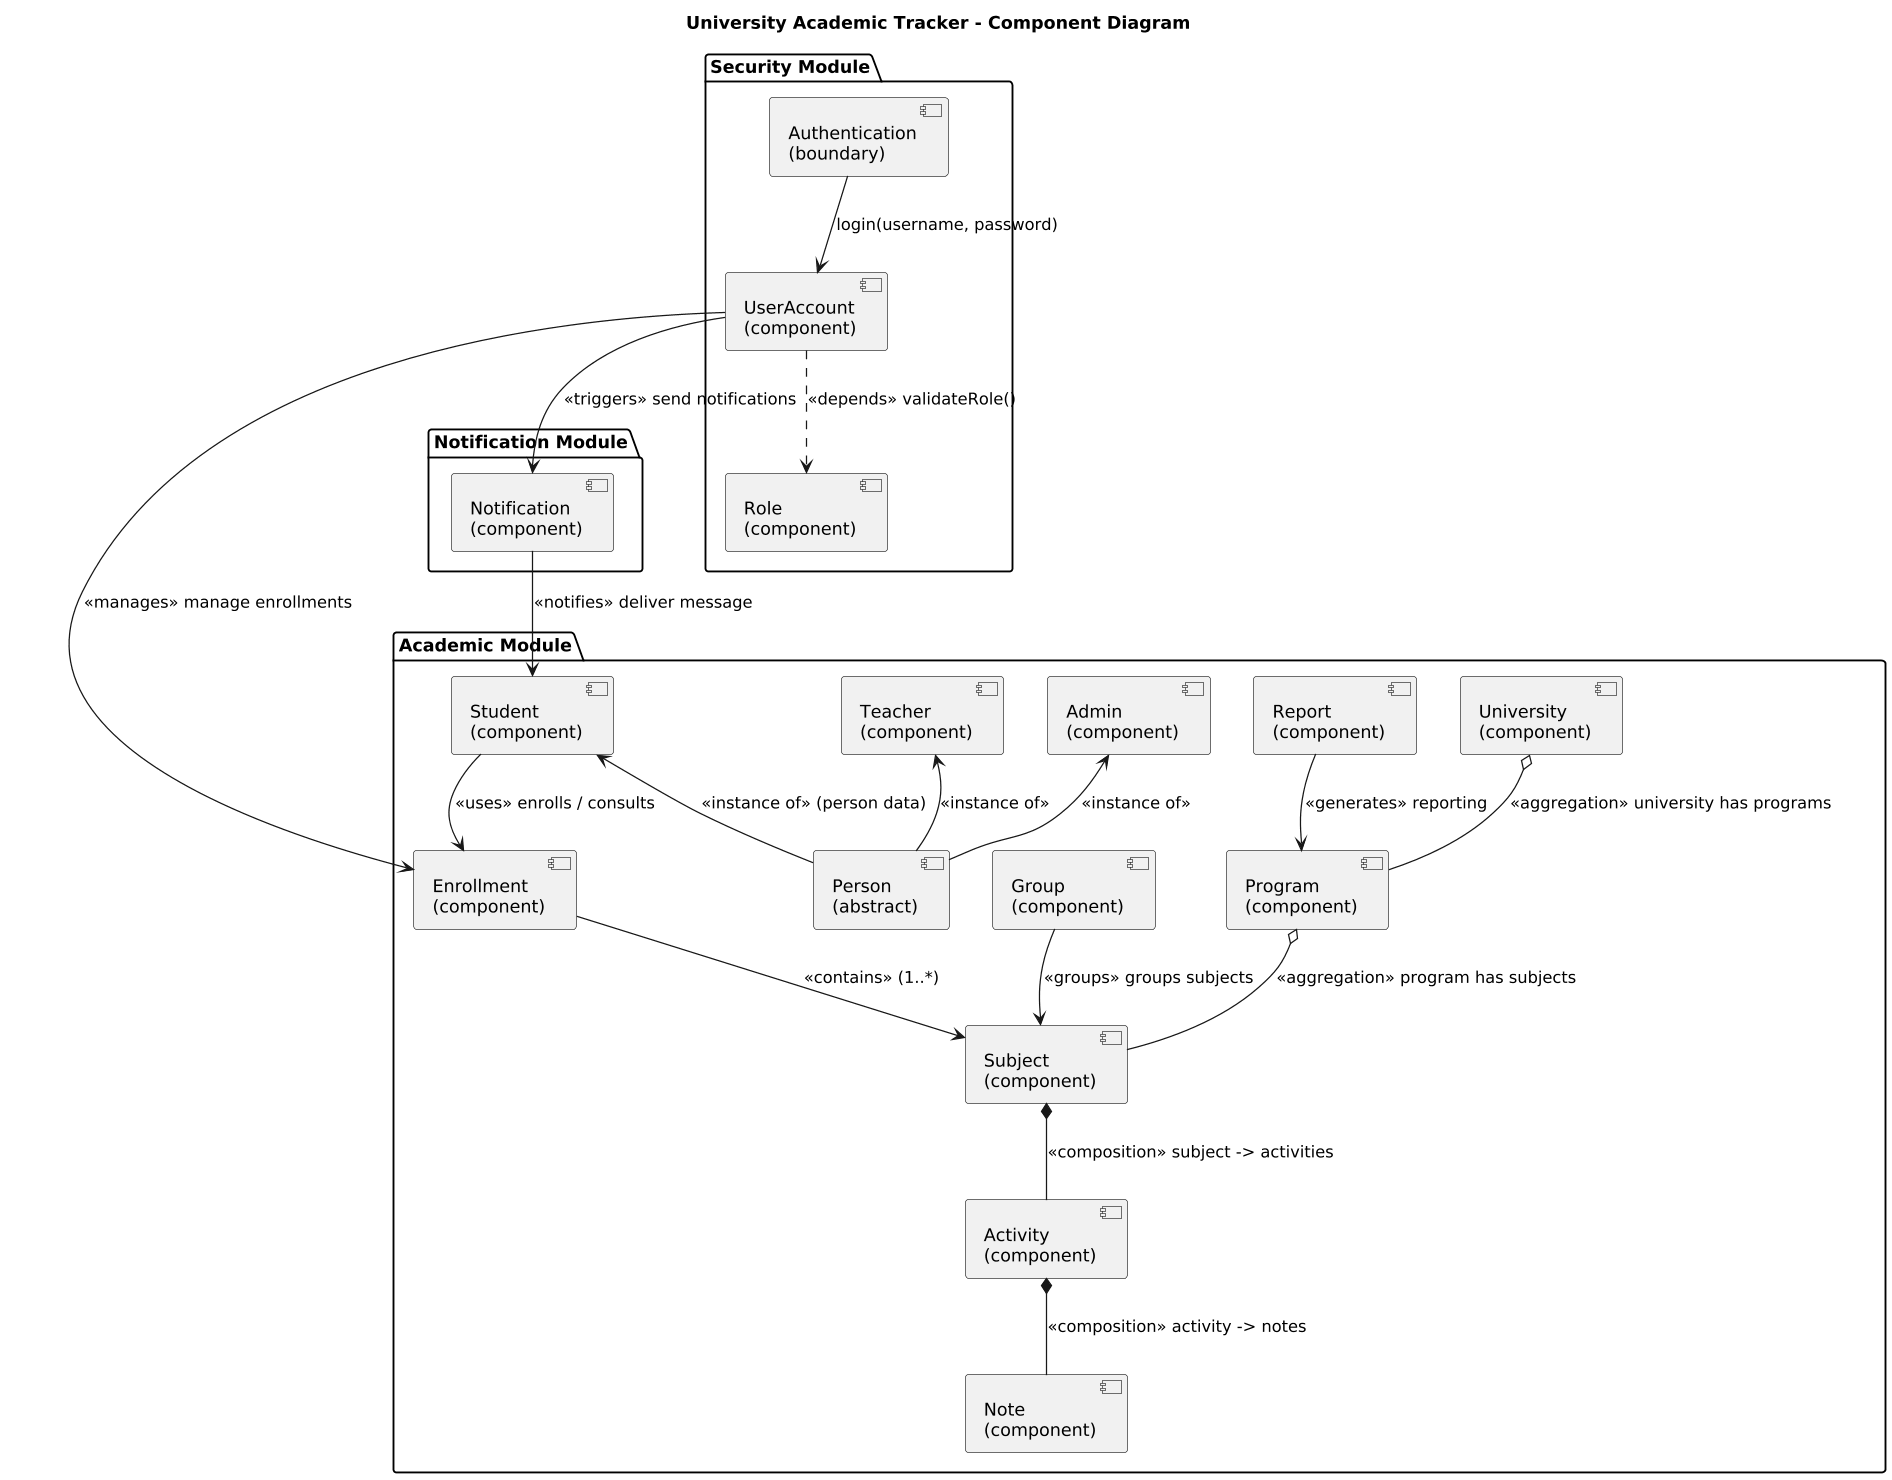 University Academic Tracker - Component Diagram
Security Module
Authentication
(boundary)
login(username, password)
UserAccount
(component)
«triggers» send notifications
«depends» validateRole()
Notification Module
Notification
(component)
Role
(component)
«manages» manage enrollments
«notifies» deliver message
Academic Module
Student
(component)
Teacher
(component)
Admin
(component)
Report
(component)
University
(component)
«uses» enrolls / consults
«instance of» (person data)
«instance of»
«instance of»
«generates» reporting
«aggregation» university has programs
Enrollment
(component)
Person
(abstract)
Group
(component)
Program
(component)
«contains» (1..*)
«groups» groups subjects
«aggregation» program has subjects
Subject
(component)
«composition» subject -> activities
Activity
(component)
«composition» activity -> notes
Note
(component)